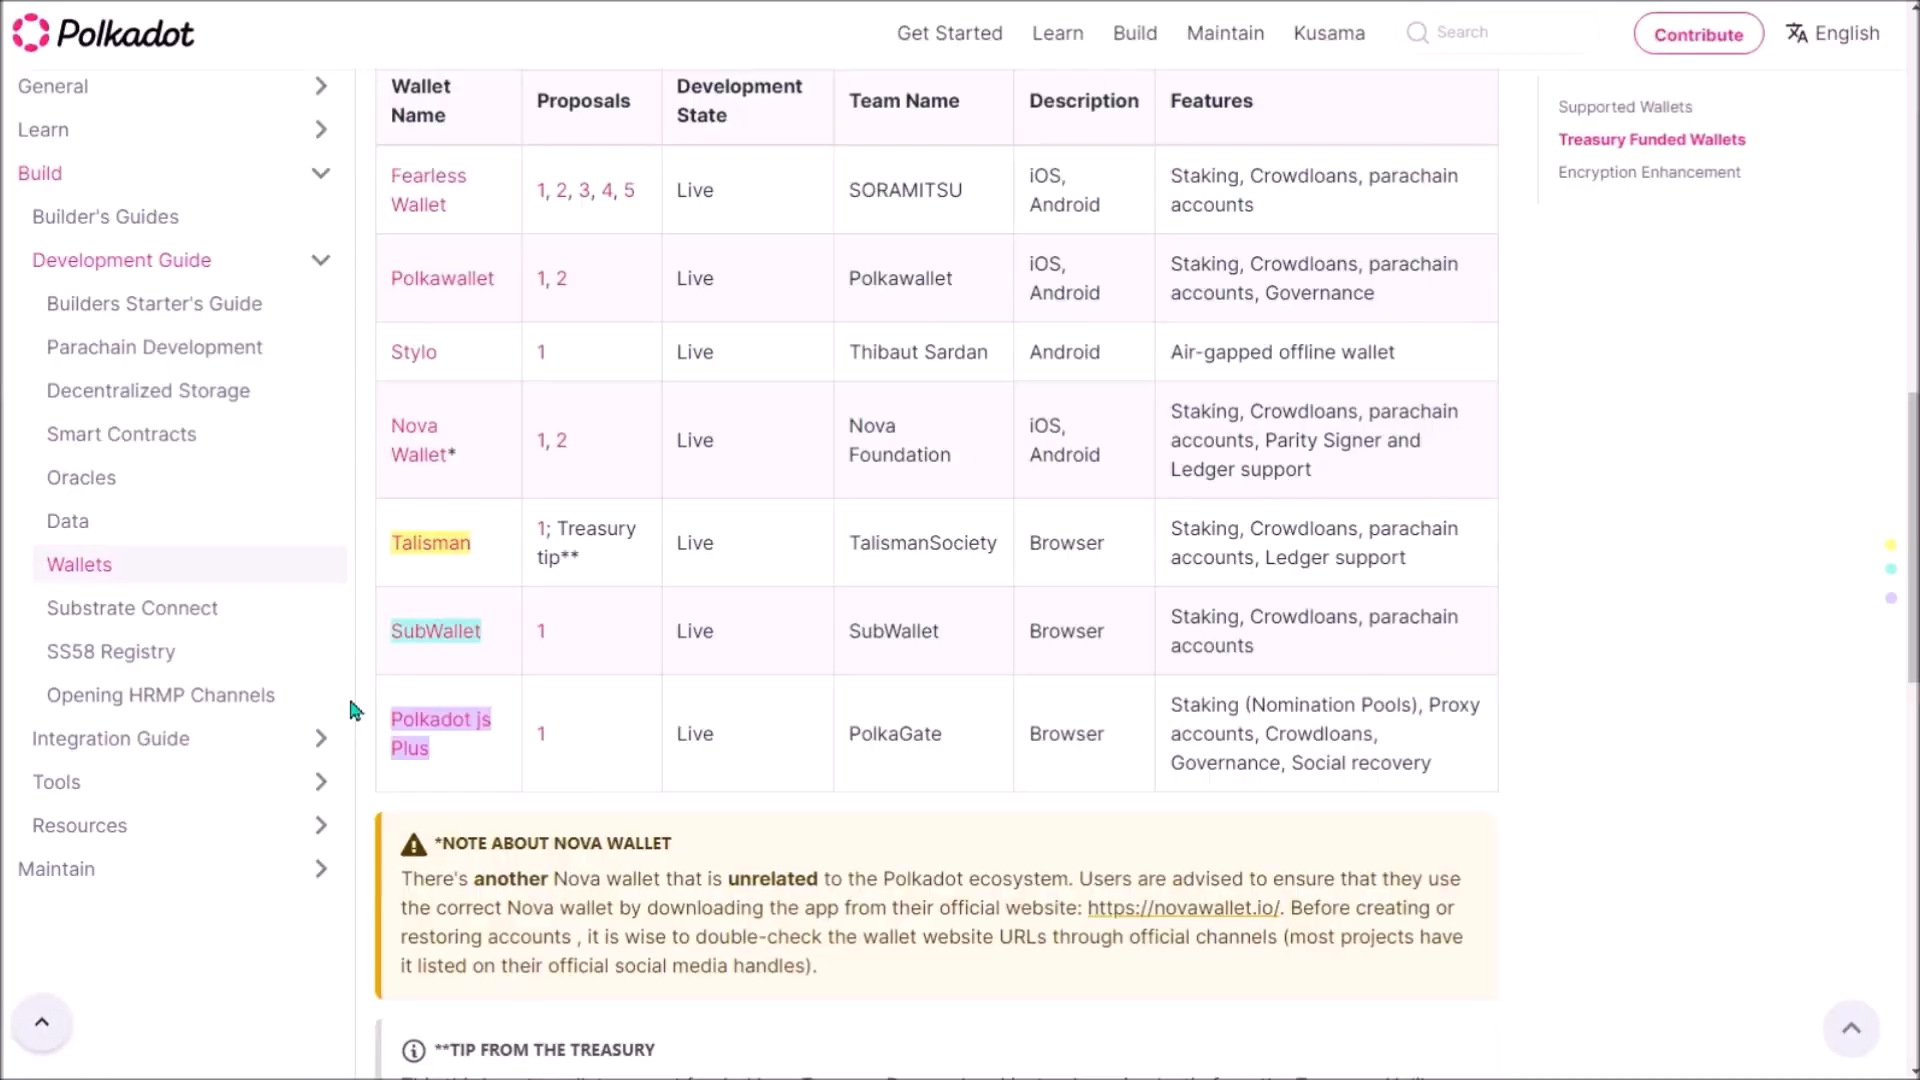 Polkadot
Get Started Learn Build Maintain Kusama Search Contribute English
General
Learn
Build
Builder's Guides
Development Guide
Builders Starter's Guide
Parachain Development
Decentralized Storage
Smart Contracts
Oracles
Data
Wallets
Substrate Connect
SS58 Registry
Opening HRMP Channels
Integration Guide
Tools
Resources
Maintain
Wallet
Name
Proposals
Development
State
Team Name
Description
Features
Fearless
Wallet
1, 2, 3, 4, 5
Live
SORAMITSU
iOS,
Android
Staking, Crowdloans, parachain
accounts
Polkawallet
1, 2
Live
Polkawallet
iOS,
Android
Staking, Crowdloans, parachain
accounts, Governance
Stylo
1
Live
Thibaut Sardan
Android
Air-gapped offline wallet
Nova
Wallet*
1, 2
Live
Nova
Foundation
iOS,
Android
Staking, Crowdloans, parachain
accounts, Parity Signer and
Ledger support
Talisman
1; Treasury
tip**
Live
TalismanSociety
Browser
Staking, Crowdloans, parachain
accounts, Ledger support
SubWallet
1
Live
SubWallet
Browser
Staking, Crowdloans, parachain
accounts
Polkadot js
Plus
1
Live
PolkaGate
Browser
Staking (Nomination Pools), Proxy
accounts, Crowdloans,
Governance, Social recovery
*NOTE ABOUT NOVA WALLET
There's another Nova wallet that is unrelated to the Polkadot ecosystem. Users are advised to ensure that they use
the correct Nova wallet by downloading the app from their official website: https://novawallet.io/. Before creating or
restoring accounts , it is wise to double-check the wallet website URLs through official channels (most projects have
it listed on their official social media handles).
**TIP FROM THE TREASURY
Supported Wallets
Treasury Funded Wallets
Encryption Enhancement